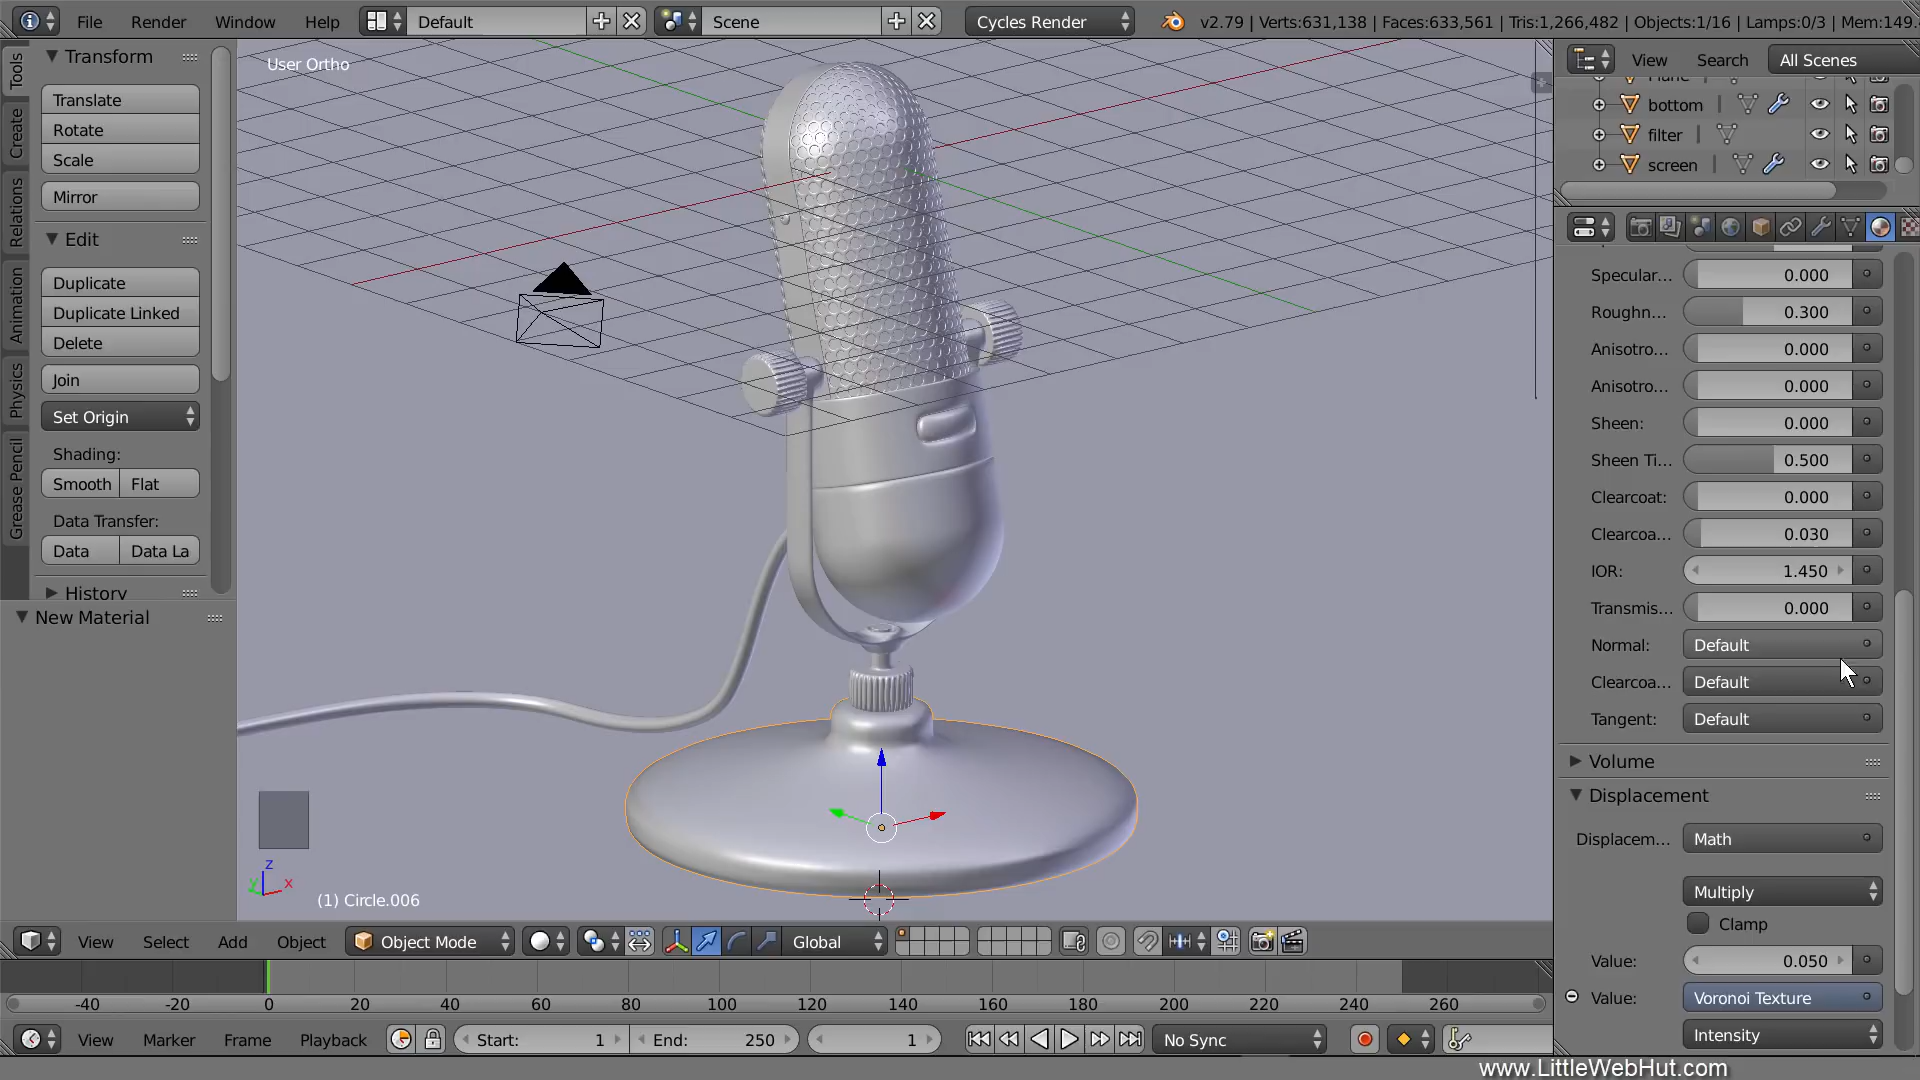 File Render Window Help Default Scene Cycles Render v2.79 | Verts:631,138 | Faces:633,561 | Tris:1,266,482 | Objects:1/16 | Lamps:0/3 | Mem:149.
Tools
Create
Relations
Animation
Physics
Grease Pencil
Transform
Translate
Rotate
Scale
Mirror
Edit
Duplicate
Duplicate Linked
Delete
Join
Set Origin
Shading:
Smooth Flat
Data Transfer:
Data Data La
History
New Material
User Ortho
z
y x
(1) Circle.006
View Search All Scenes
Plane
bottom
filter
screen
Specular... 0.000
Roughn... 0.300
Anisotro... 0.000
Anisotro... 0.000
Sheen: 0.000
Sheen Ti... 0.500
Clearcoat: 0.000
Clearcoa... 0.030
IOR: 1.450
Transmis... 0.000
Normal: Default
Clearcoa... Default
Tangent: Default
Volume
Displacement
Displacem... Math
Multiply
Clamp
Value: 0.050
Value: Voronoi Texture
Intensity
View Select Add Object Object Mode Global
-40 -20 0 20 40 60 80 100 120 140 160 180 200 220 240 260
View Marker Frame Playback Start: 1 End: 250 1 No Sync
www.LittleWebHut.com